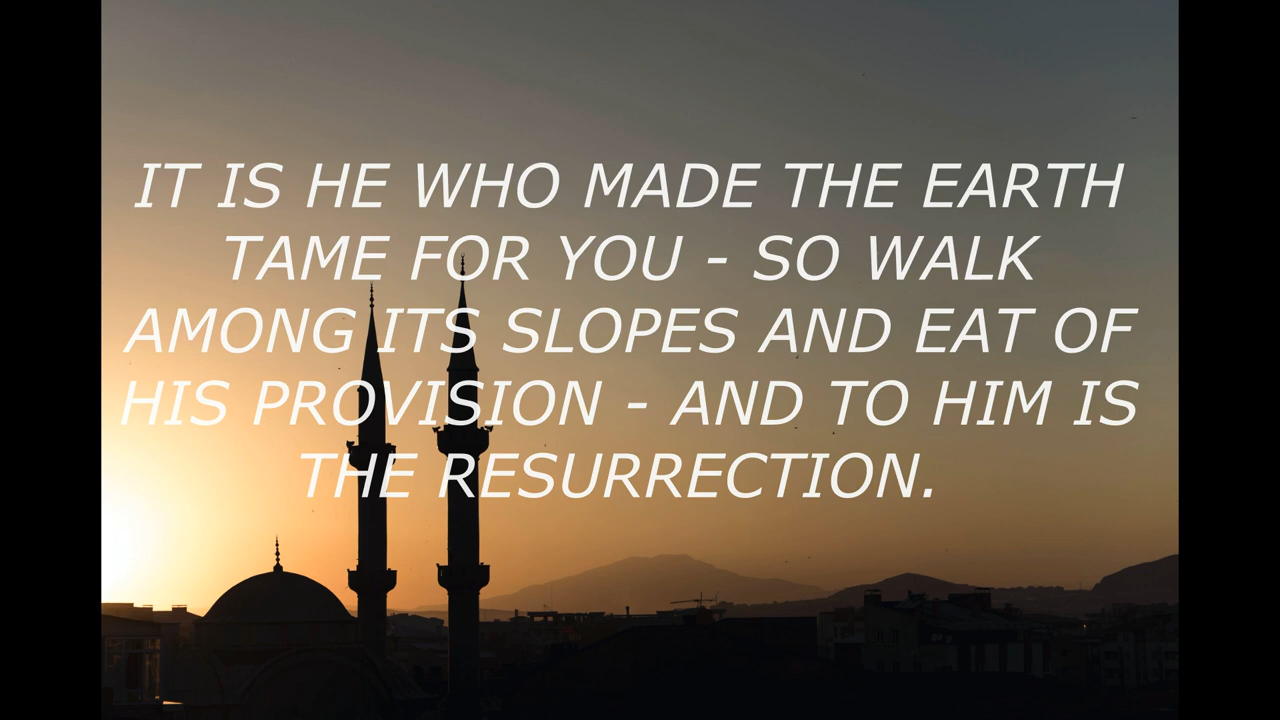 IT IS HE WHO MADE THE EARTH
TAME FOR YOU - SO WALK
AMONG ITS SLOPES AND EAT OF
HIS PROVISION - AND TO HIM IS
THE RESURRECTION.